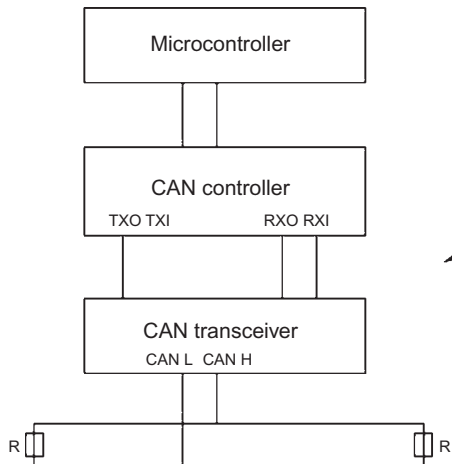 Microcontroller
CAN controller
TXO TXI RXO RXI
CAN transceiver
CAN L CAN H
R R